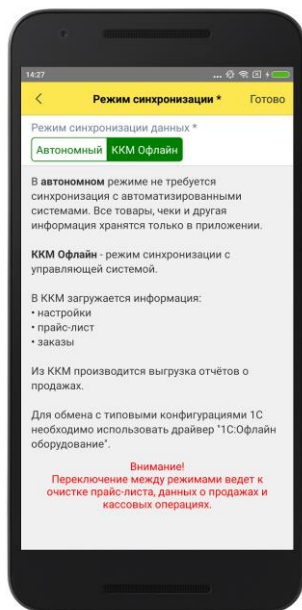 14:27
Режим синхронизации *
Готово
Режим синхронизации данных *
Автономный ККМ Офлайн
В автономном режиме не требуется
синхронизация с автоматизированными
системами. Все товары, чеки и другая
информация хранятся только в приложении.
ККМ Офлайн - режим синхронизации с
управляющей системой.
В ККМ загружается информация:
• настройки
• прайс-лист
• заказы
Из ККМ производится выгрузка отчётов о
продажах.
Для обмена с типовыми конфигурациями 1С
необходимо использовать драйвер "1С:Офлайн
оборудование".
Внимание!
Переключение между режимами ведет к
очистке прайс-листа, данных о продажах и
кассовых операциях.